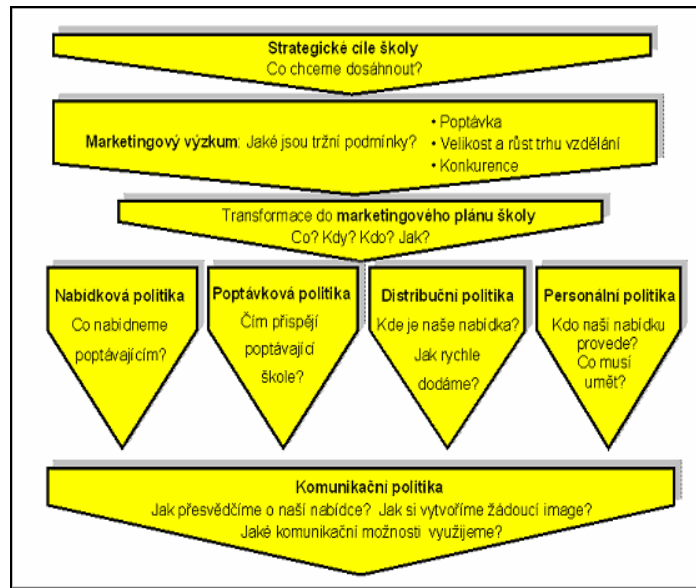 Strategické cíle školy
Co chceme dosáhnout?
Marketingový výzkum: Jaké jsou tržní podmínky?
• Poptávka
• Velikost a růst trhu vzdělání
• Konkurence
Transformace do marketingového plánu školy
Co? Kdy? Kdo? Jak?
Nabídková politika
Co nabídneme
poptávajícím?
Poptávková politika
Čím přispějí
poptávající
škole?
Distribuční politika
Kde je naše nabídka?
Jak rychle
dodáme?
Personální politika
Kdo naši nabídku
provede?
Co musí
umět?
Komunikační politika
Jak přesvědčíme o naší nabídce? Jak si vytvoříme žádoucí image?
Jaké komunikační možnosti využijeme?